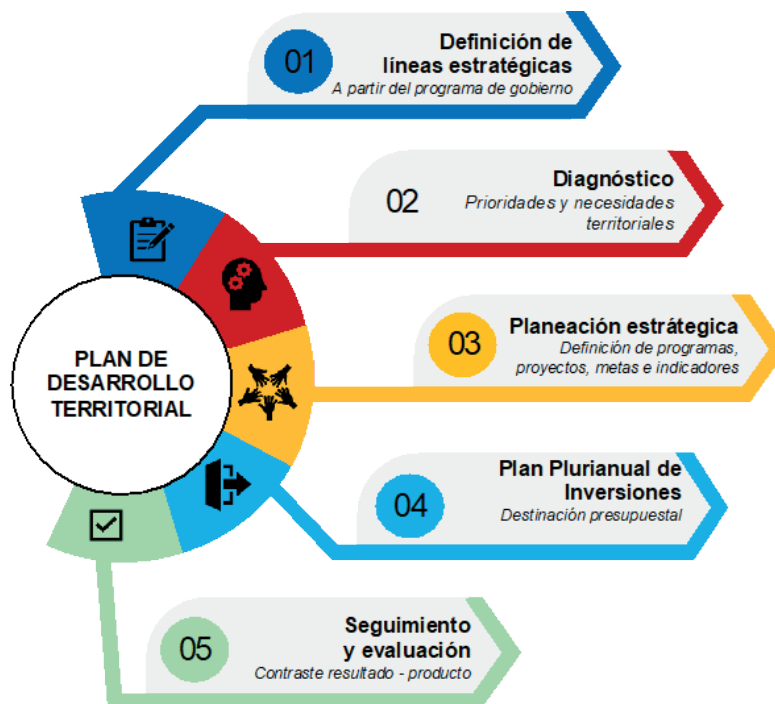 01
Definición de
líneas estratégicas
A partir del programa de gobierno
02
Diagnóstico
Prioridades y necesidades
territoriales
03
Planeación estrátegica
Definición de programas,
proyectos, metas e indicadores
PLAN DE
DESARROLLO
TERRITORIAL
04
Plan Plurianual de
Inversiones
Destinación presupuestal
05
Seguimiento
y evaluación
Contraste resultado - producto